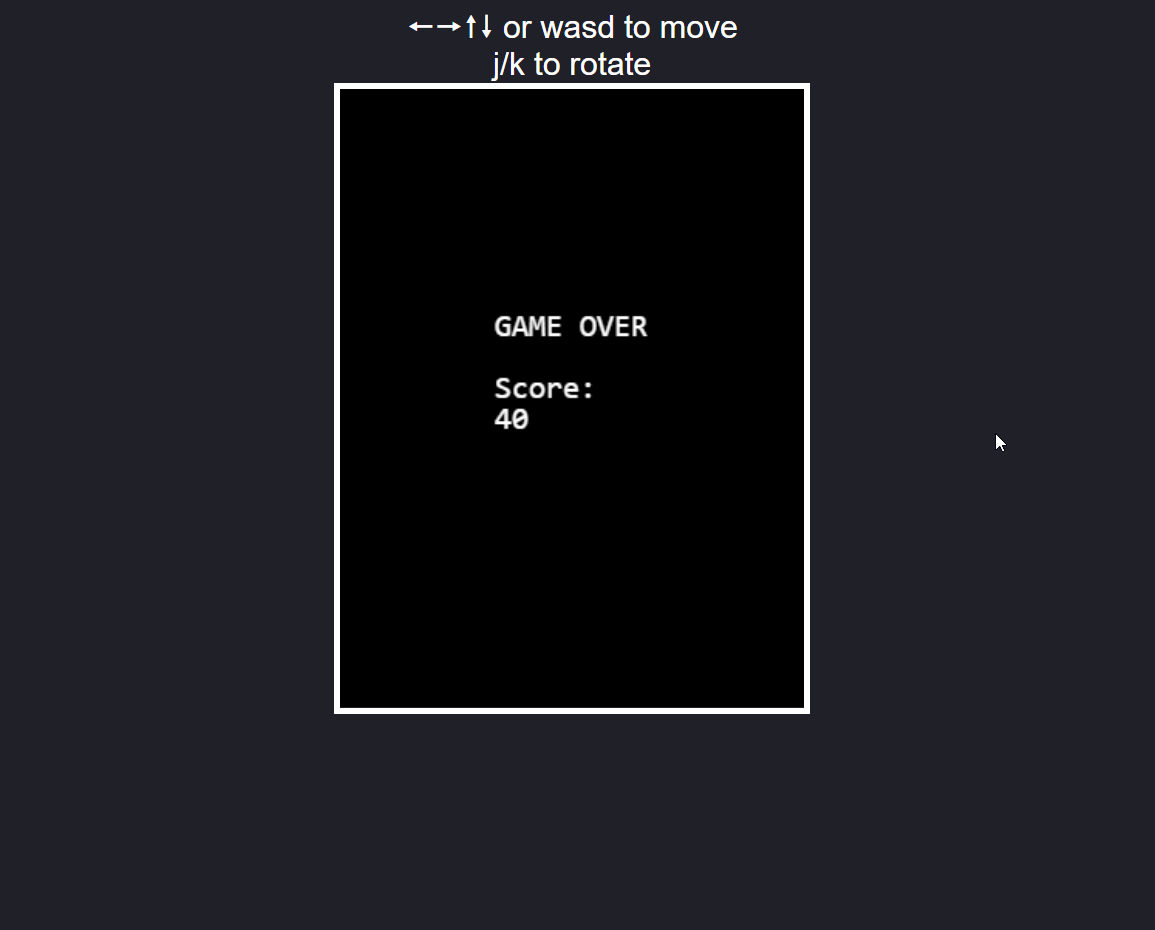 ←→↑↓ or wasd to move
j/k to rotate
GAME OVER
Score:
40